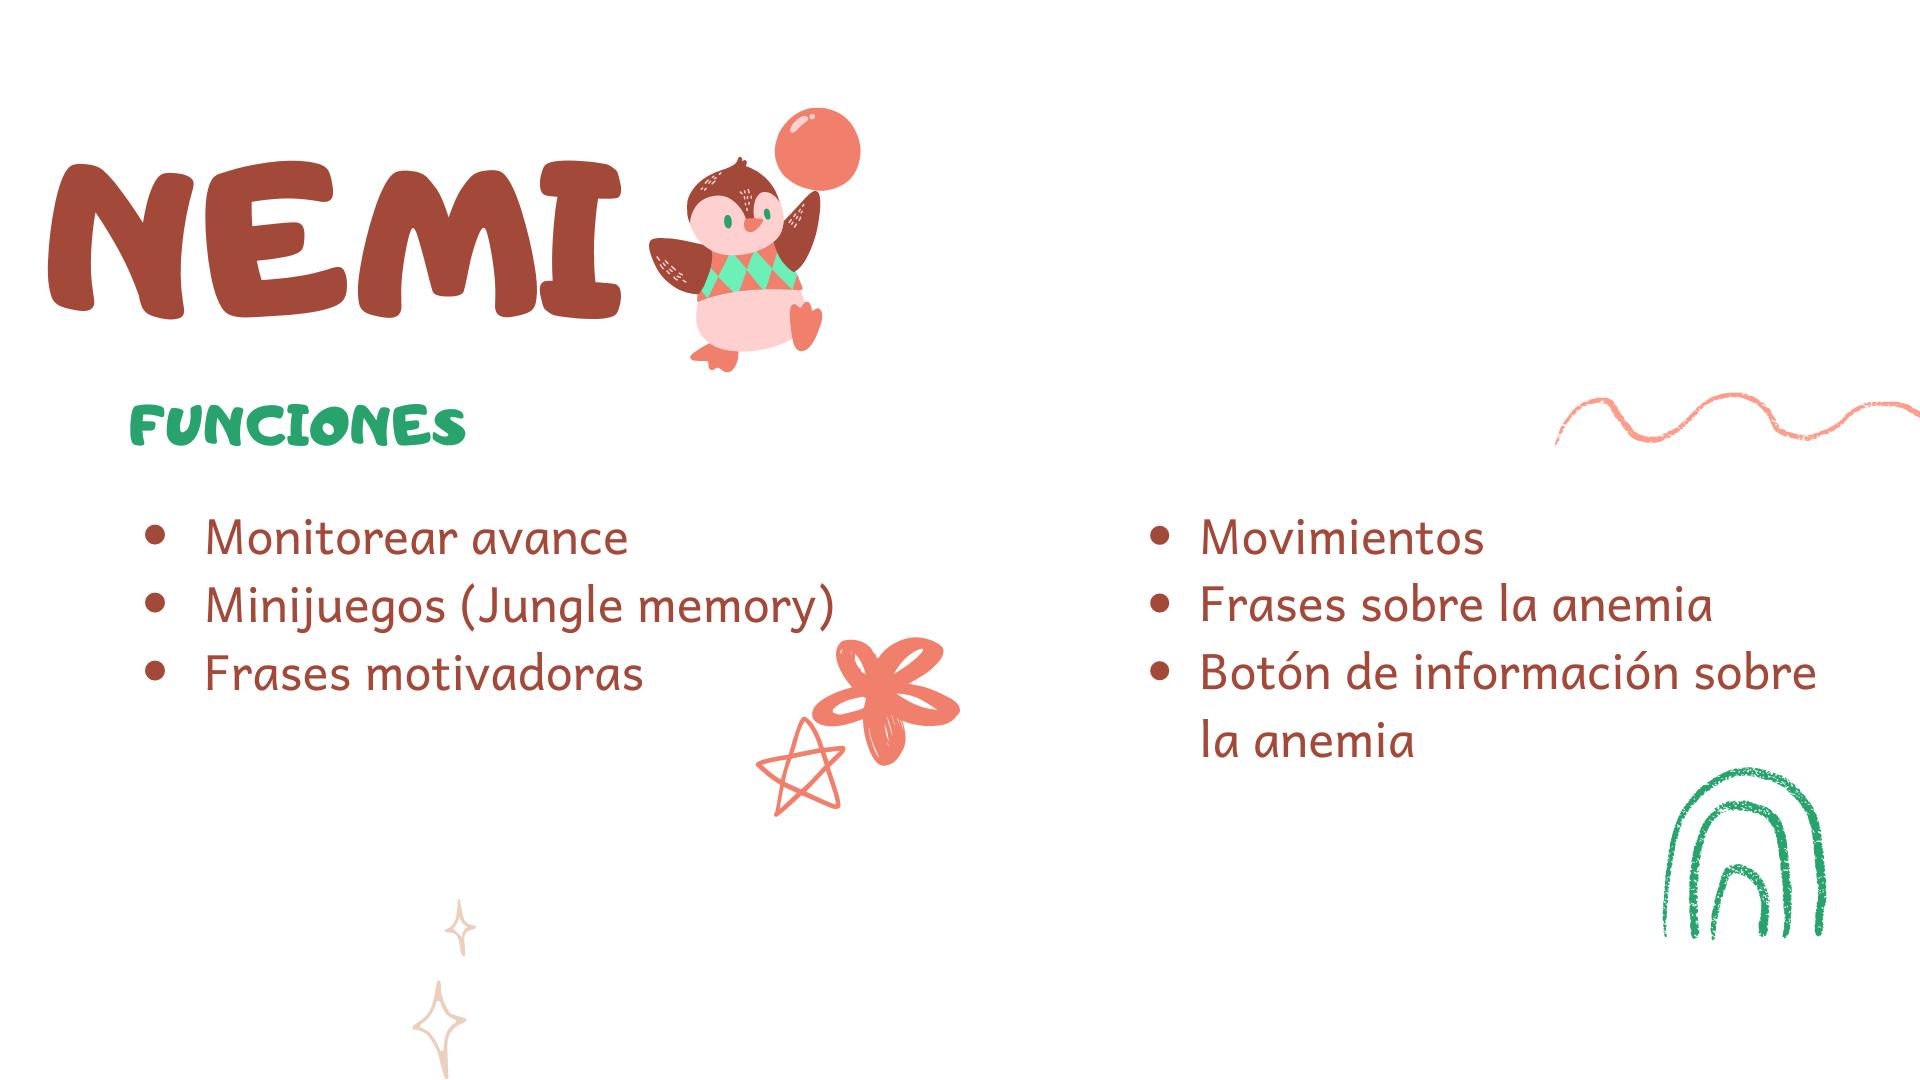 NEMI
FUNCIONES
• Monitorear avance
• Minijuegos (Jungle memory)
• Frases motivadoras
• Movimientos
• Frases sobre la anemia
• Botón de información sobre
la anemia